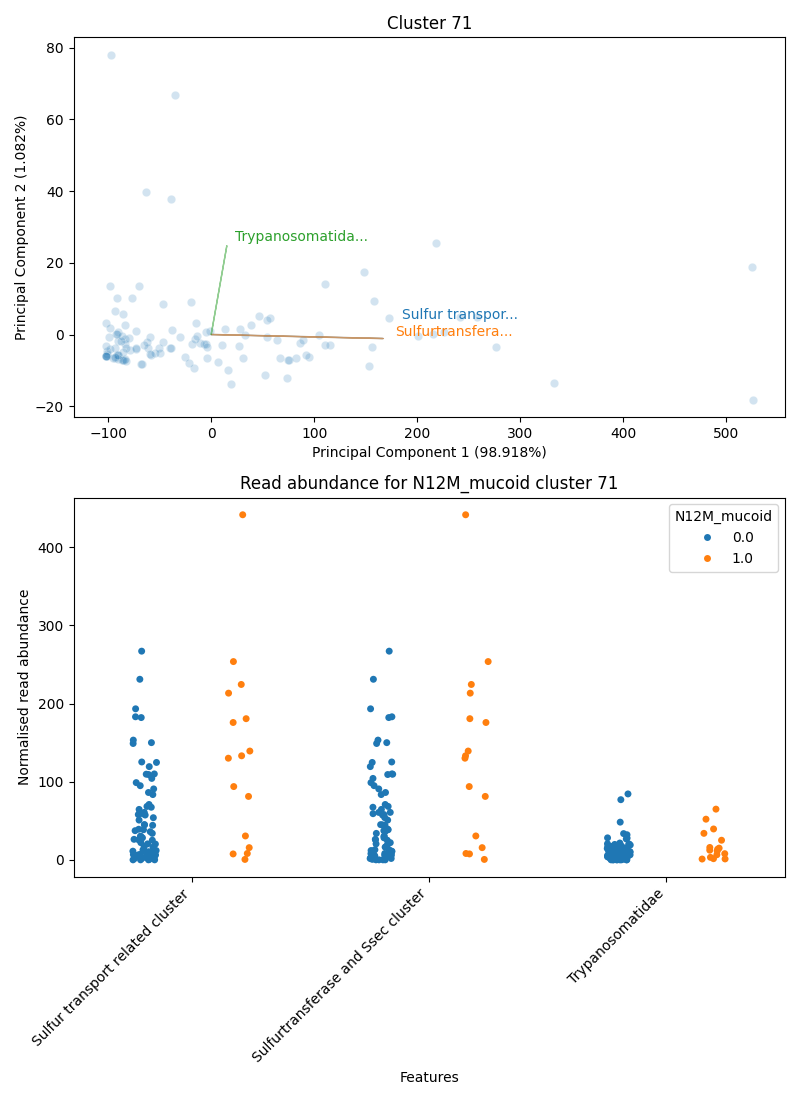 Cluster 71
80
60
40
20
0
−20
Principal Component 2 (1.082%)
Trypanosomatida...
Sulfur transpor...
Sulfurtransfera...
−100 0 100 200 300 400 500
Principal Component 1 (98.918%)
Read abundance for N12M_mucoid cluster 71
N12M_mucoid
0.0
1.0
400
300
200
100
0
Normalised read abundance
Sulfur transport related cluster
Sulfurtransferase and Ssec cluster
Trypanosomatidae
Features